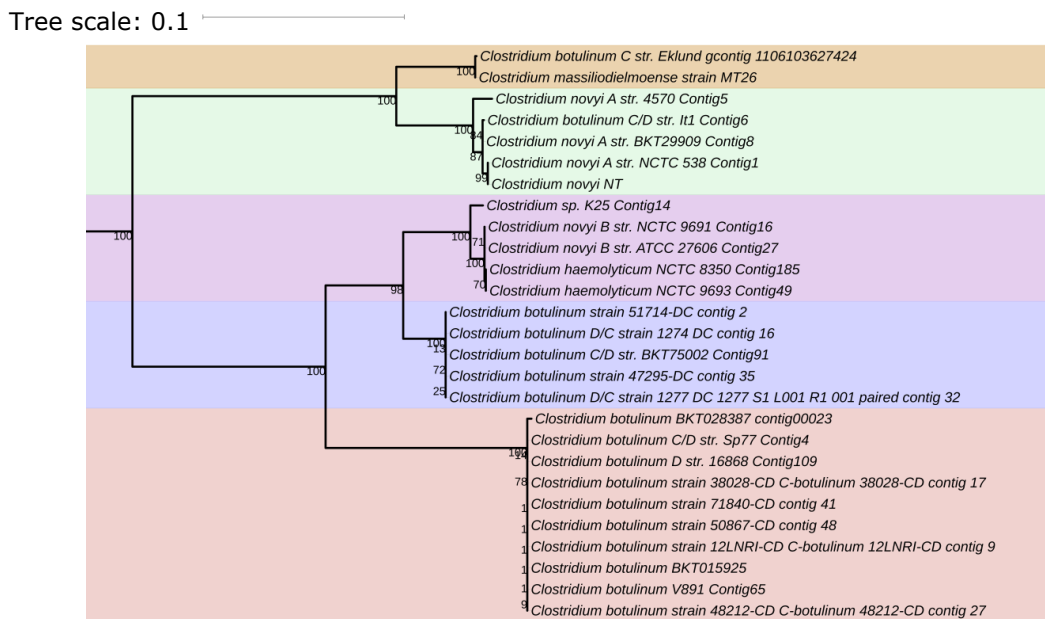 Tree scale: 0.1
Clostridium botulinum C str. Eklund gcontig 1106103627424
100
Clostridium massiliodielmoense strain MT26
100
Clostridium novyi A str. 4570 Contig5
Clostridium botulinum C/D str. It1 Contig6
100
84
Clostridium novyi A str. BKT29909 Contig8
87
Clostridium novyi A str. NCTC 538 Contig1
99
Clostridium novyi NT
Clostridium sp. K25 Contig14
Clostridium novyi B str. NCTC 9691 Contig16
100
100
71
Clostridium novyi B str. ATCC 27606 Contig27
100
Clostridium haemolyticum NCTC 8350 Contig185
98
70
Clostridium haemolyticum NCTC 9693 Contig49
Clostridium botulinum strain 51714-DC contig 2
Clostridium botulinum D/C strain 1274 DC contig 16
100
13
Clostridium botulinum C/D str. BKT75002 Contig91
100
72
Clostridium botulinum strain 47295-DC contig 35
25
Clostridium botulinum D/C strain 1277 DC 1277 S1 L001 R1 001 paired contig 32
Clostridium botulinum BKT028387 contig00023
Clostridium botulinum C/D str. Sp77 Contig4
100
14
Clostridium botulinum D str. 16868 Contig109
78
Clostridium botulinum strain 38028-CD C-botulinum 38028-CD contig 17
Clostridium botulinum strain 71840-CD contig 41
1
Clostridium botulinum strain 50867-CD contig 48
1
Clostridium botulinum strain 12LNRI-CD C-botulinum 12LNRI-CD contig 9
1
Clostridium botulinum BKT015925
1
Clostridium botulinum V891 Contig65
1
9
Clostridium botulinum strain 48212-CD C-botulinum 48212-CD contig 27